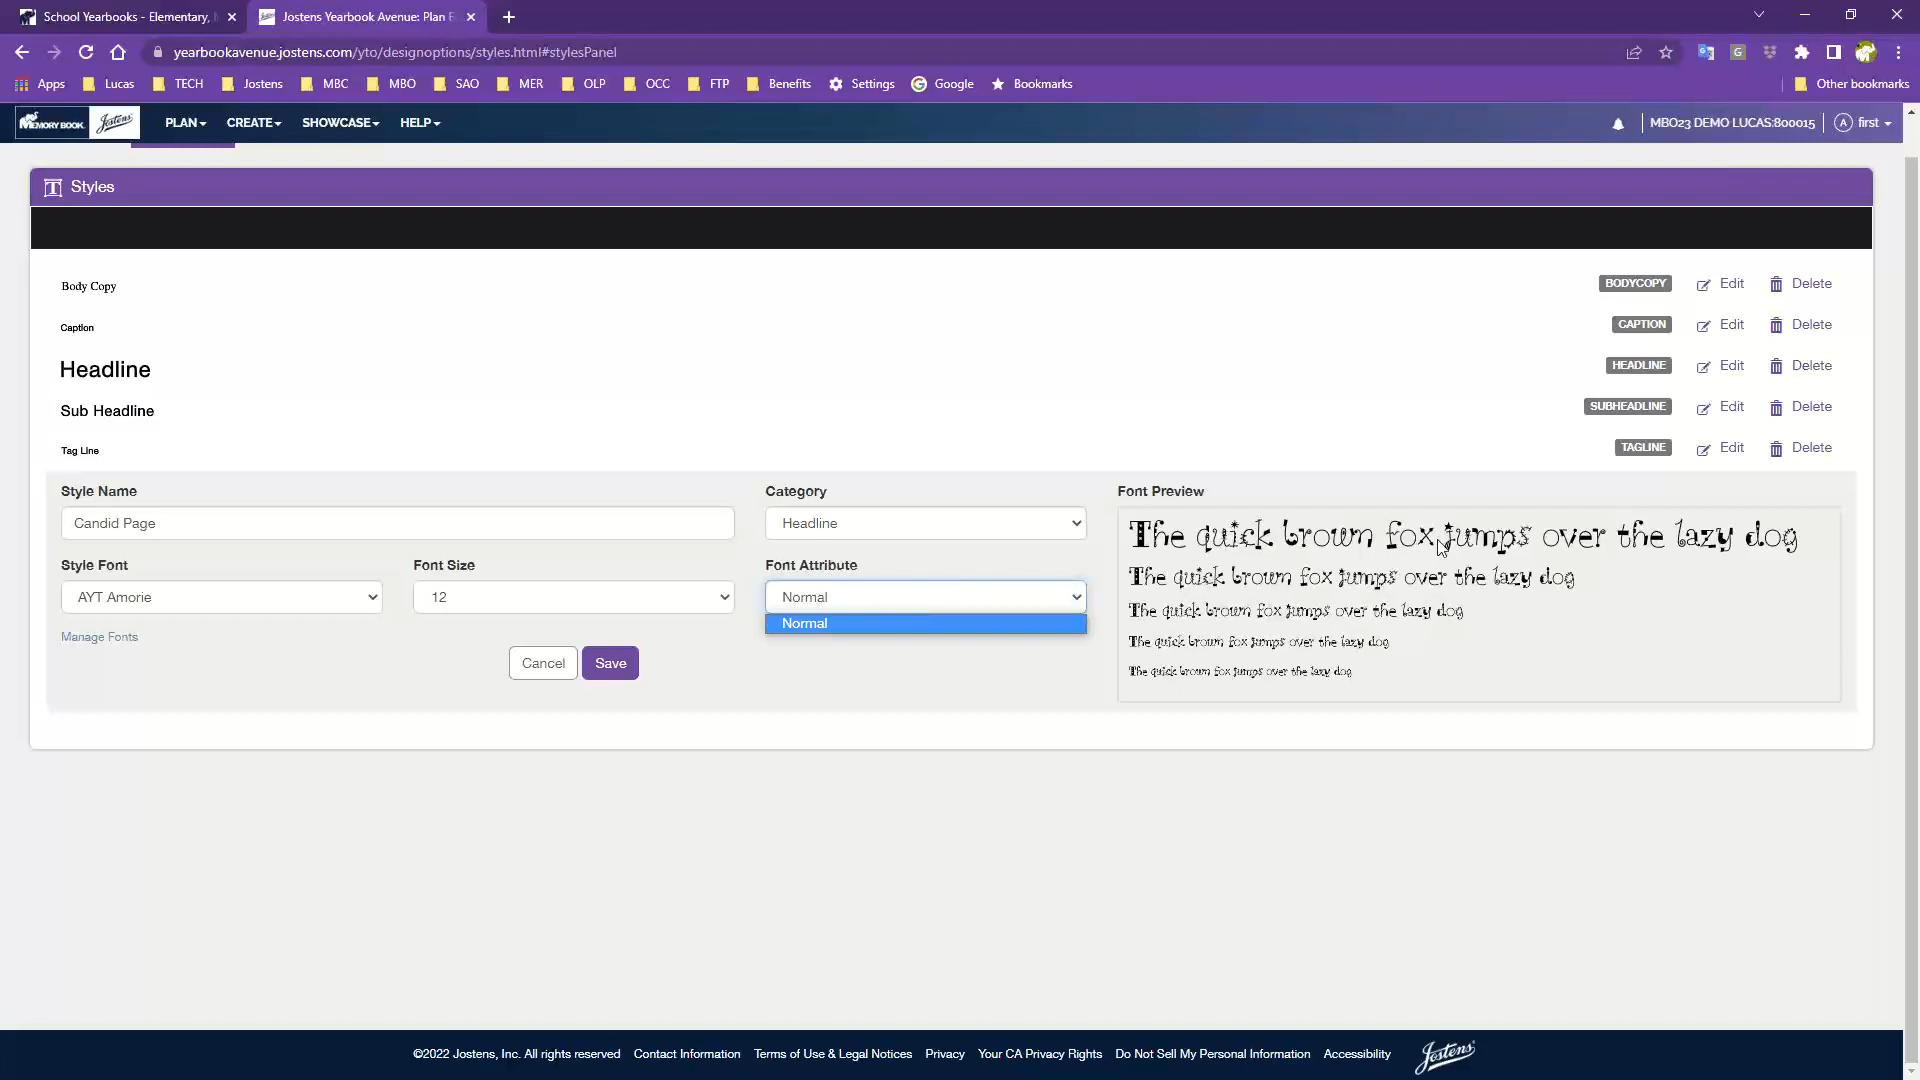 School Yearbooks - Elementary,
Jostens Yearbook Avenue: Plan
yearbookavenue.jostens.com/yto/designoptions/styles.html#stylesPanel
Apps Lucas TECH Jostens MBC MBO SAO MER OLP OCC FTP Benefits Settings Google Bookmarks Other bookmarks
MEMORY BOOK. Jostens PLAN CREATE SHOWCASE HELP MBO23 DEMO LUCAS:800015 A first
Styles
Body Copy BODYCOPY Edit Delete
Caption CAPTION Edit Delete
Headline HEADLINE Edit Delete
Sub Headline SUBHEADLINE Edit Delete
Tag Line TAGLINE Edit Delete
Style Name Category Font Preview
Candid Page Headline
The quick brown fox jumps over the lazy dog
Style Font Font Size Font Attribute
The quick brown fox jumps over the lazy dog
AYT Amorie 12 Normal
The quick brown fox jumps over the lazy dog
Normal
Manage Fonts
The quick brown fox jumps over the lazy dog
Cancel Save
The quick brown fox jumps over the lazy dog
©2022 Jostens, Inc. All rights reserved Contact Information Terms of Use & Legal Notices Privacy Your CA Privacy Rights Do Not Sell My Personal Information Accessibility Jostens